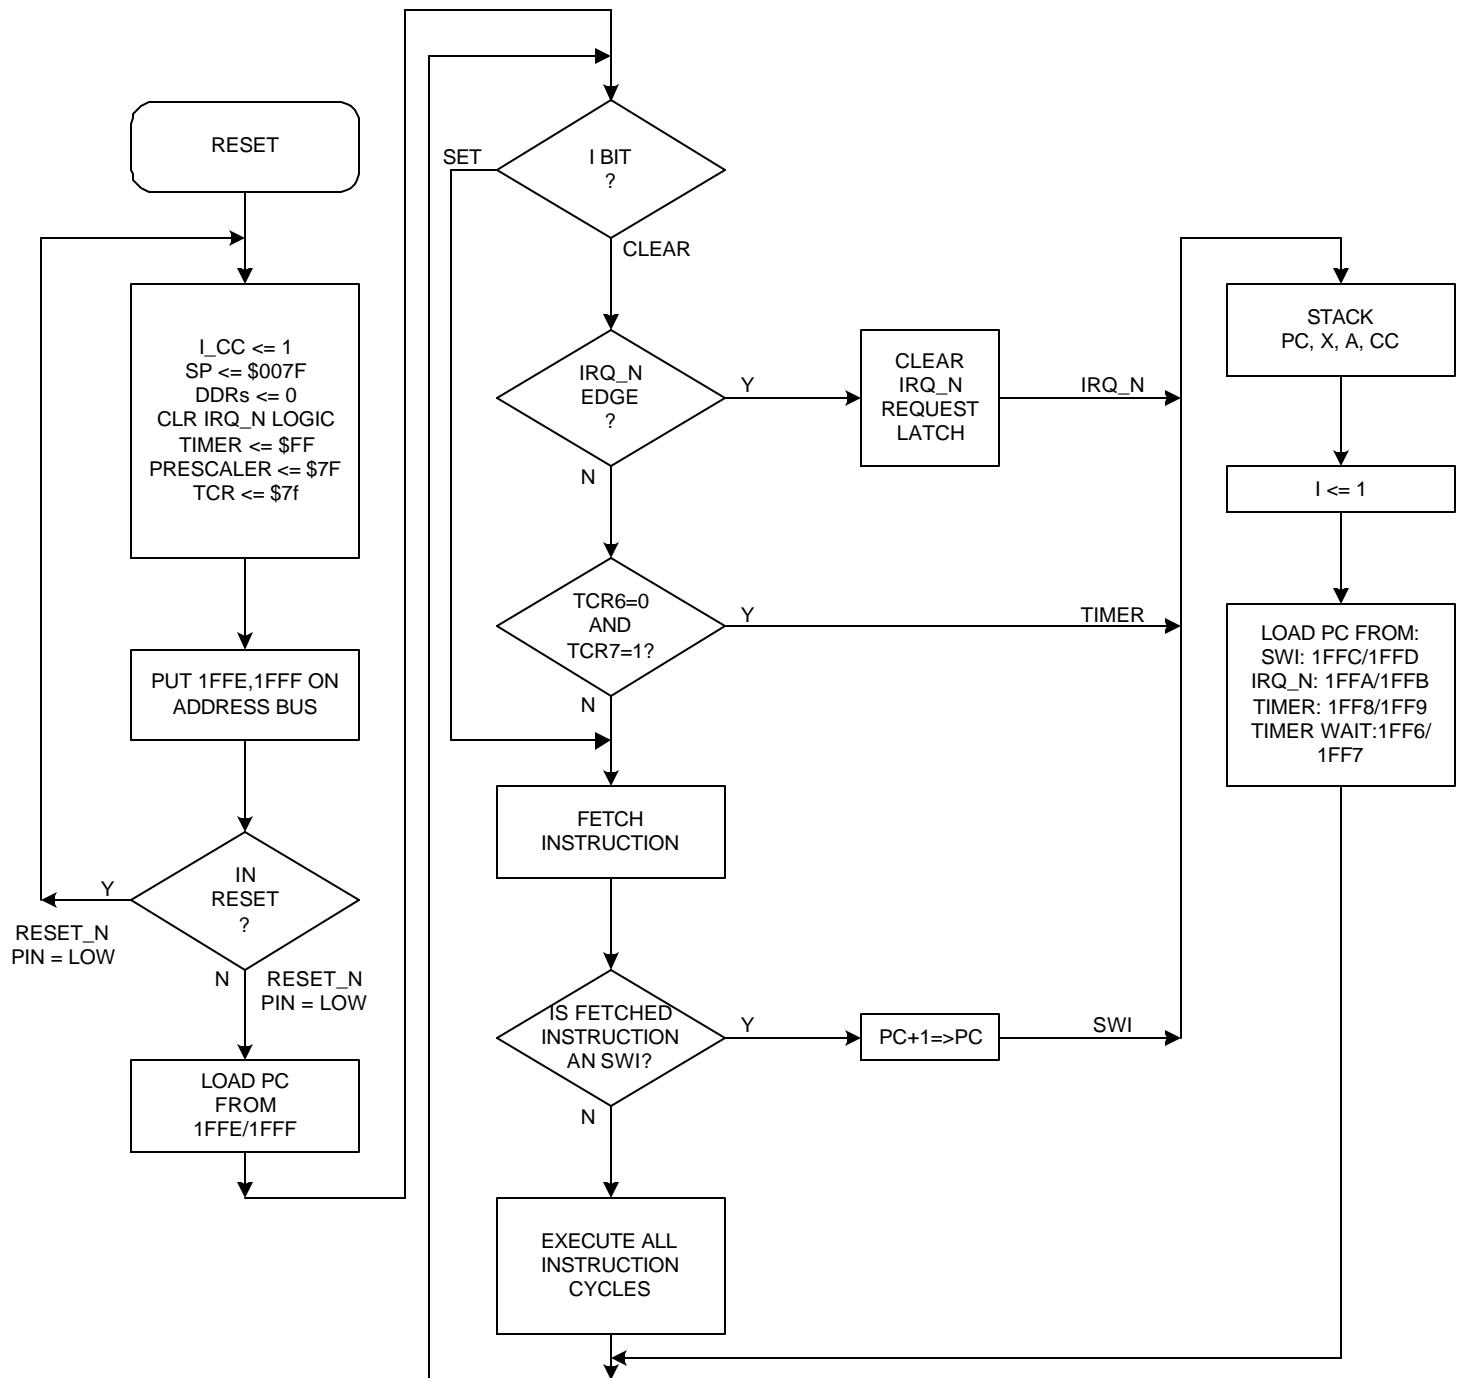 RESET
I_CC <= 1
SP <= $007F
DDRs <= 0
CLR IRQ_N LOGIC
TIMER <= $FF
PRESCALER <= $7F
TCR <= $7f
PUT 1FFE,1FFF ON
ADDRESS BUS
IN
RESET
?
Y
RESET_N
PIN = LOW
N
RESET_N
PIN = LOW
LOAD PC
FROM
1FFE/1FFF
I BIT
?
SET
CLEAR
IRQ_N
EDGE
?
Y
N
CLEAR
IRQ_N
REQUEST
LATCH
IRQ_N
TCR6=0
AND
TCR7=1?
Y
TIMER
N
FETCH
INSTRUCTION
IS FETCHED
INSTRUCTION
AN SWI?
Y
PC+1=>PC
SWI
N
EXECUTE ALL
INSTRUCTION
CYCLES
STACK
PC, X, A, CC
I <= 1
LOAD PC FROM:
SWI: 1FFC/1FFD
IRQ_N: 1FFA/1FFB
TIMER: 1FF8/1FF9
TIMER WAIT:1FF6/
1FF7